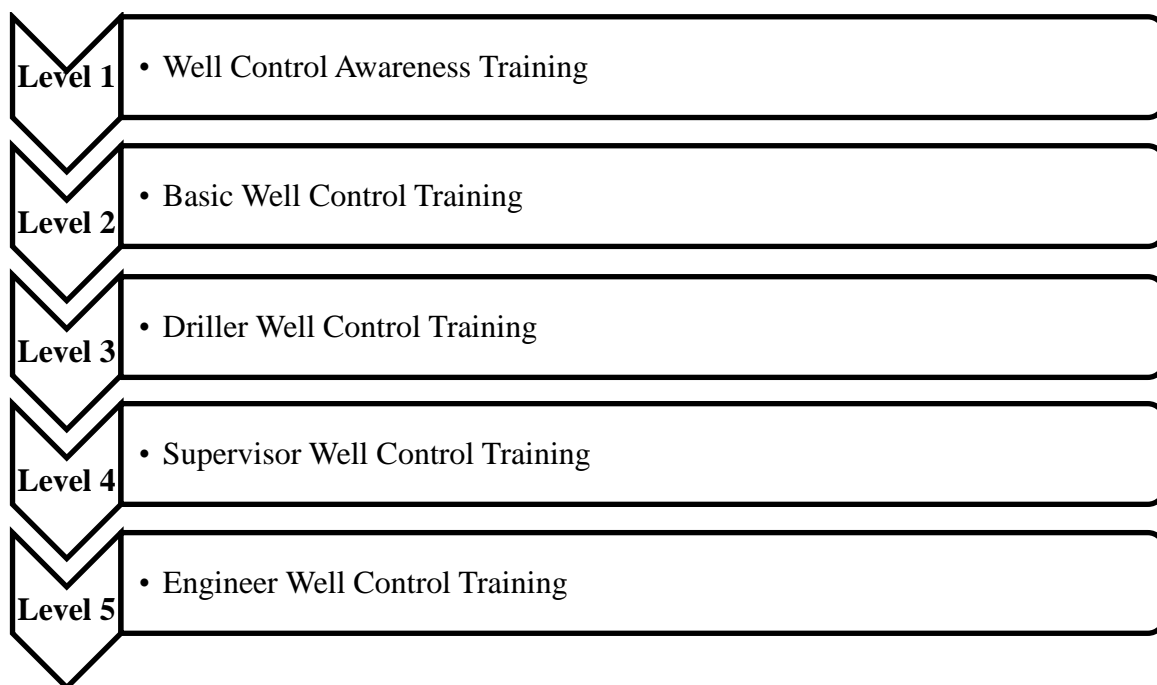 Level 1
• Well Control Awareness Training
Level 2
• Basic Well Control Training
Level 3
• Driller Well Control Training
Level 4
• Supervisor Well Control Training
Level 5
• Engineer Well Control Training